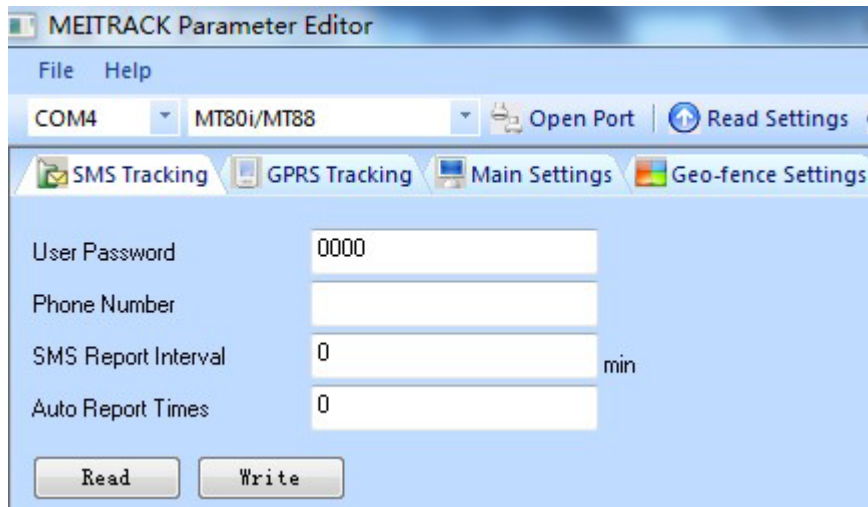 MEITRACK Parameter Editor
File Help
COM4 MT80i/MT88 Open Port Read Settings
SMS Tracking GPRS Tracking Main Settings Geo-fence Settings
User Password 0000
Phone Number
SMS Report Interval 0 min
Auto Report Times 0
Read Write